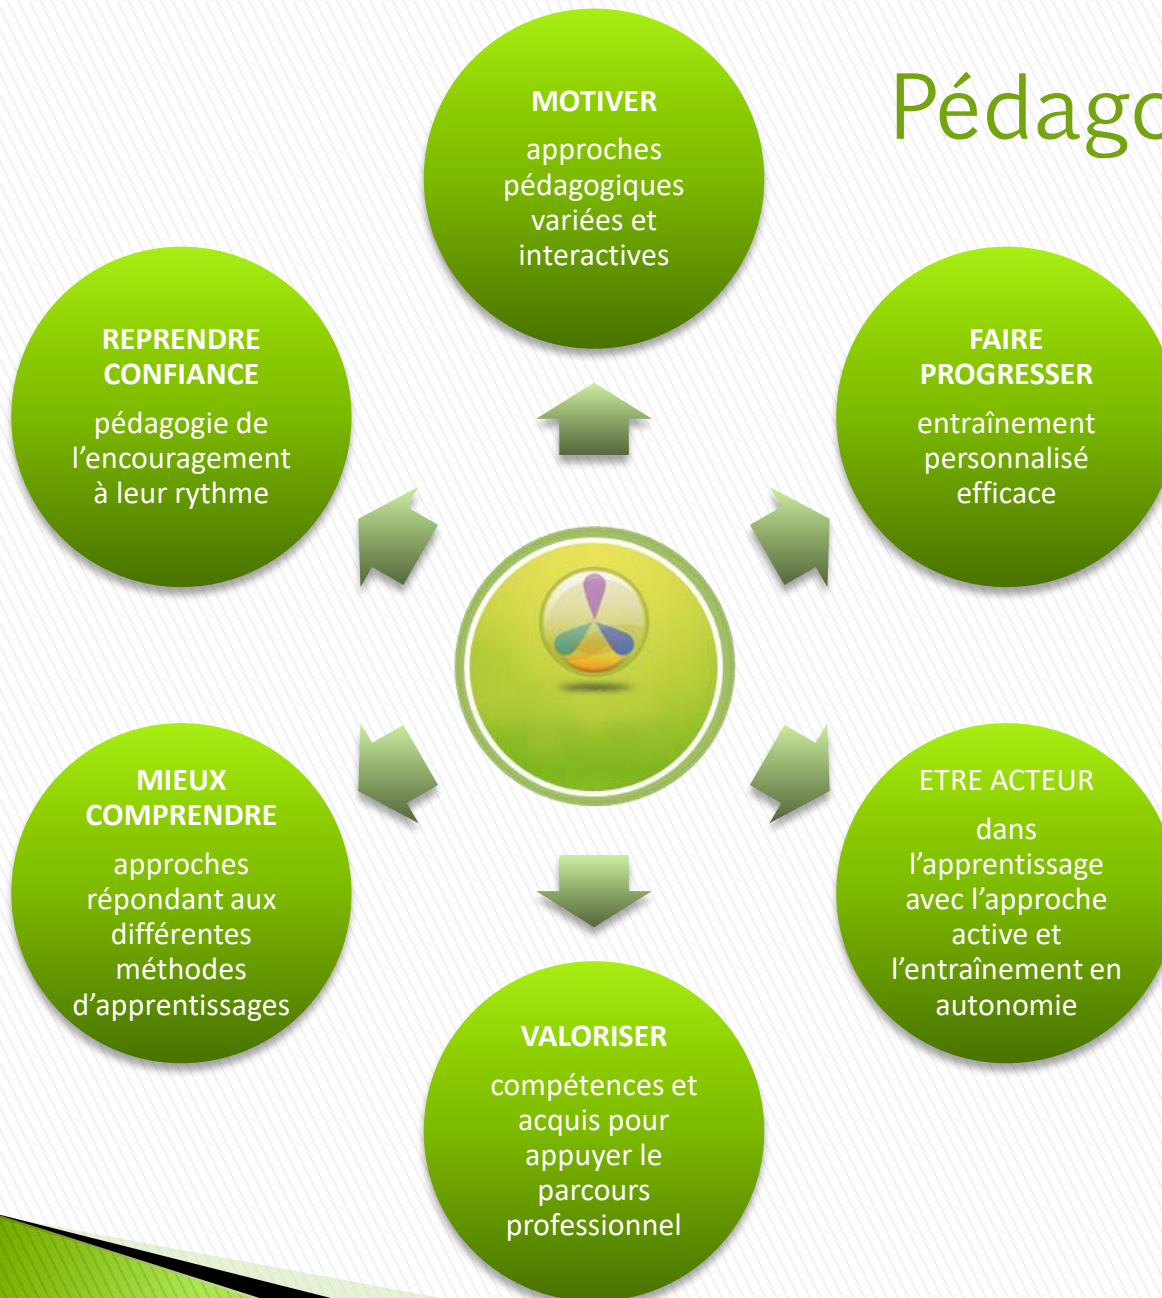 Pédago
MOTIVER
approches
pédagogiques
variées et
interactives
FAIRE
PROGRESSER
entraînement
personnalisé
efficace
ETRE ACTEUR
dans
l’apprentissage
avec l’approche
active et
l’entraînement en
autonomie
VALORISER
compétences et
acquis pour
appuyer le
parcours
professionnel
MIEUX
COMPRENDRE
approches
répondant aux
différentes
méthodes
d’apprentissages
REPRENDRE
CONFIANCE
pédagogie de
l’encouragement
à leur rythme